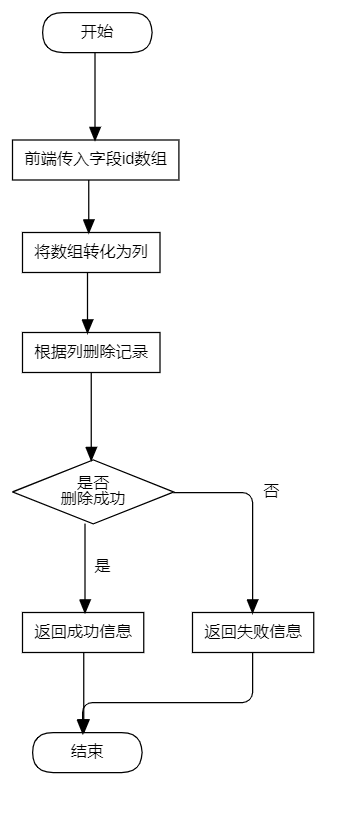 开始
前端传入字段id数组
将数组转化为列
根据列删除记录
是否
删除成功
否
是
返回成功信息
返回失败信息
结束